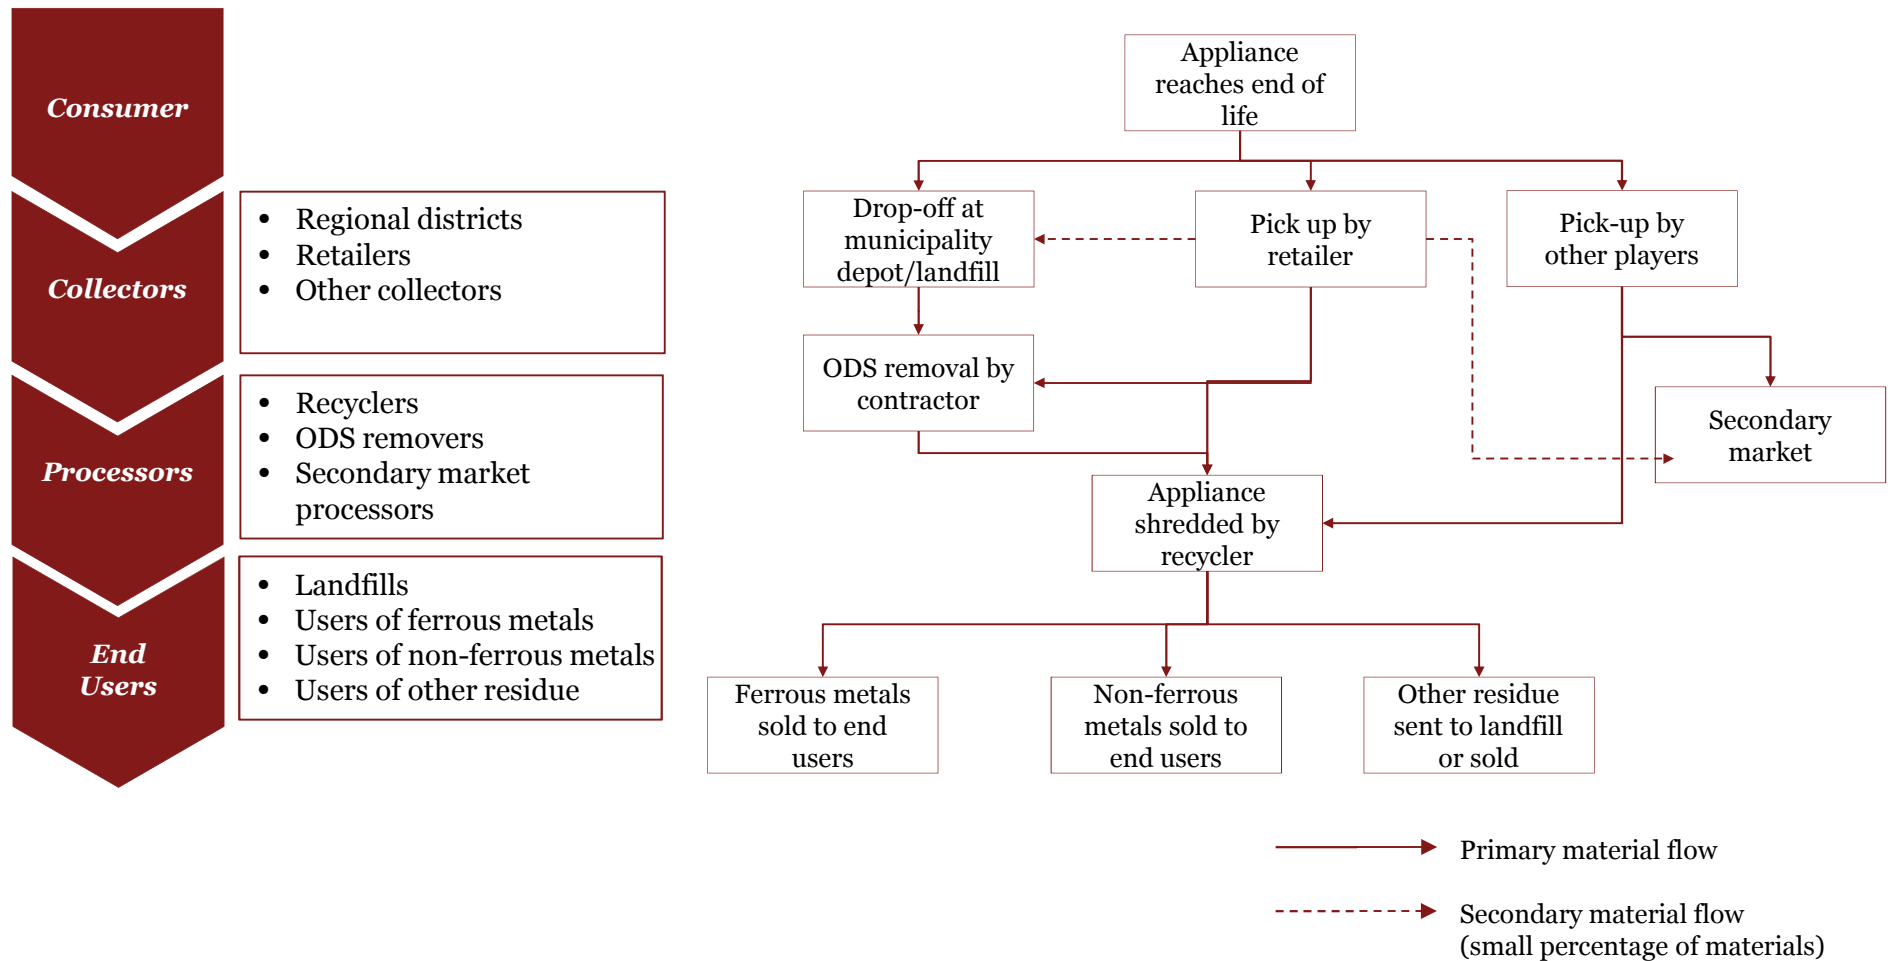 Consumer
Collectors
• Regional districts
• Retailers
• Other collectors
Processors
• Recyclers
• ODS removers
• Secondary market
processors
End
Users
• Landfills
• Users of ferrous metals
• Users of non-ferrous metals
• Users of other residue
Appliance
reaches end of
life
Drop-off at
municipality
depot/landfill
Pick up by
retailer
Pick-up by
other players
ODS removal by
contractor
Secondary
market
Appliance
shredded by
recycler
Ferrous metals
sold to end
users
Non-ferrous
metals sold to
end users
Other residue
sent to landfill
or sold
Primary material flow
Secondary material flow
(small percentage of materials)